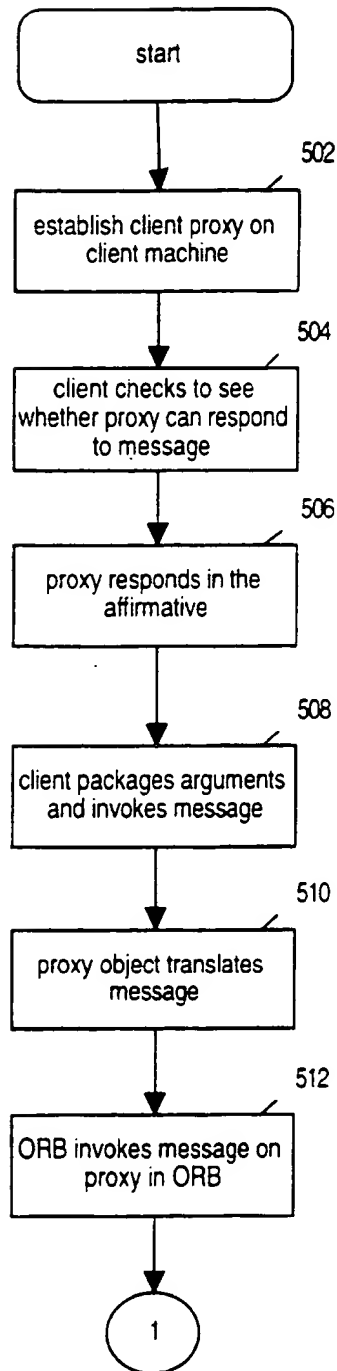 start
502
establish client proxy on
client machine
504
client checks to see
whether proxy can respond
to message
506
proxy responds in the
affirmative
508
client packages arguments
and invokes message
510
proxy object translates
message
512
ORB invokes message on
proxy in ORB
1